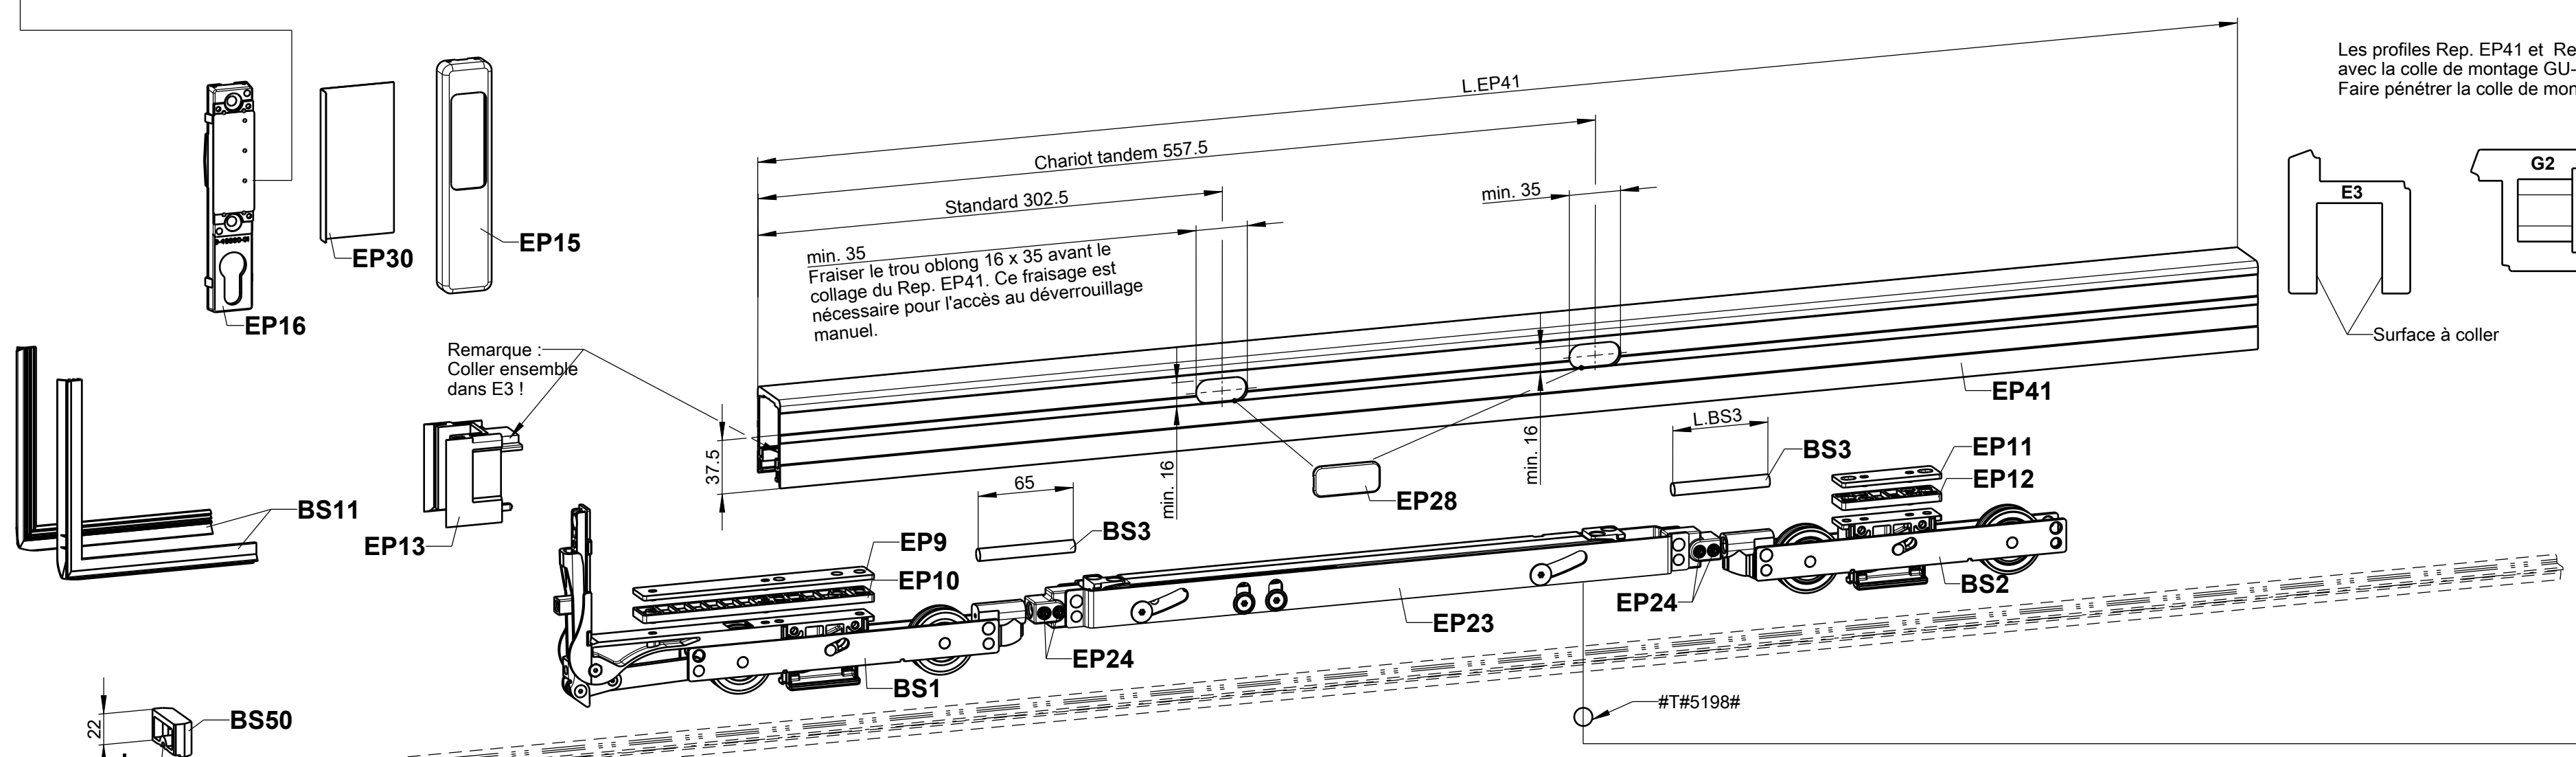 L.EP41
Les profiles Rep. EP41 et Re
avec la colle de montage GU-
Faire pénétrer la colle de mon
Chariot tandem 557.5
G2
E3
Standard 302.5
min. 35
min. 35
Fraiser le trou oblong 16 x 35 avant le
collage du Rep. EP41. Ce fraisage est
nécessaire pour l'accès au déverrouillage
manuel.
EP15
EP30
EP16
Surface à coller
Remarque :
Coller ensemble
dans E3 !
EP41
37.5
min. 16
min. 16
L.BS3
BS3
EP11
EP12
EP28
BS11
EP13
65
BS3
EP9
EP10
EP24
BS2
EP23
EP24
BS1
#T#5198#
22
BS50